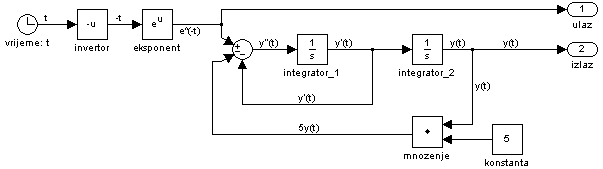 t
vrijeme: t
-u
invertor
-t
e^u
eksponent
e^(-t)
1
ulaz
+
−
−
y''(t)
1/s
integrator_1
y'(t)
1/s
integrator_2
y(t)
y(t)
2
izlaz
y'(t)
y(t)
5y(t)
mnozenje
5
konstanta